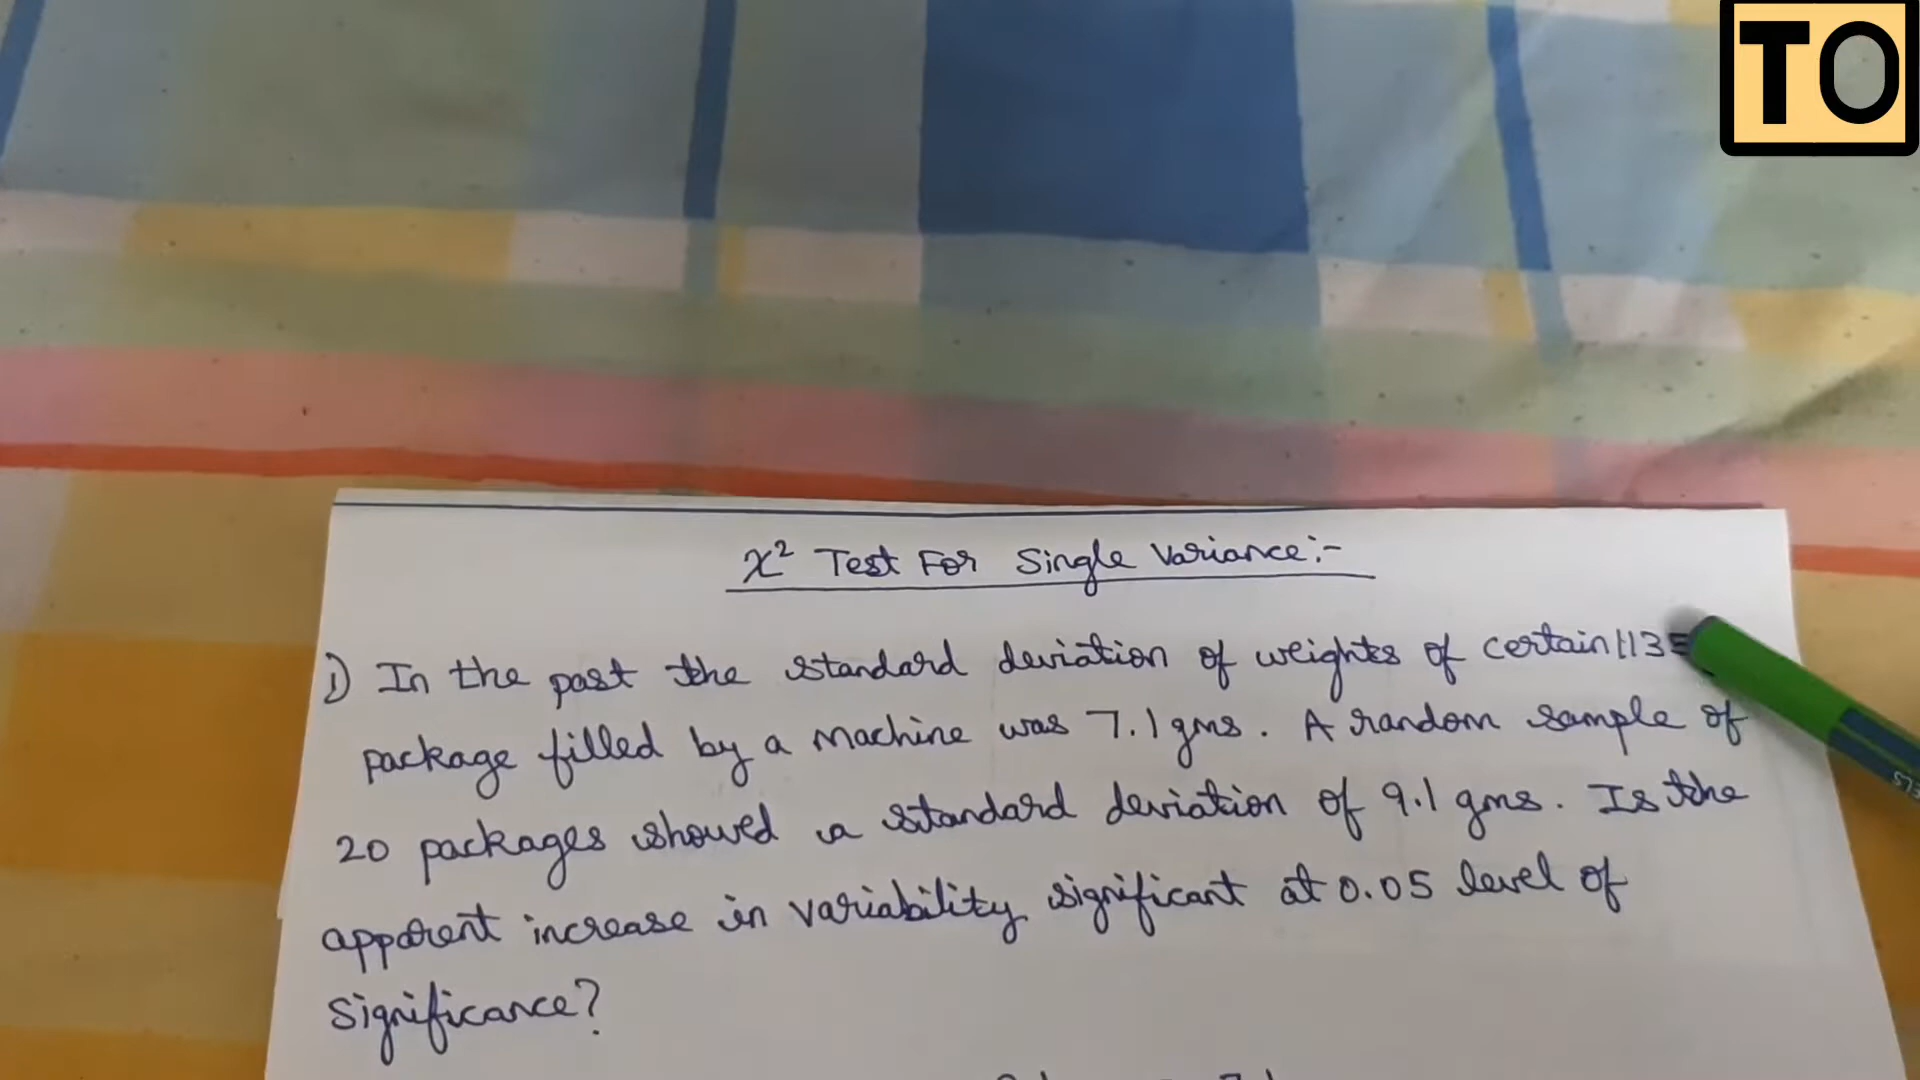 TO
χ² Test For Single Variance:-
1) In the past the standard deviation of weights of certain 113
package filled by a machine was 7.1 gms. A random sample of
20 packages showed a standard deviation of 9.1 gms. Is the
apparent increase in variability significant at 0.05 level of
significance?